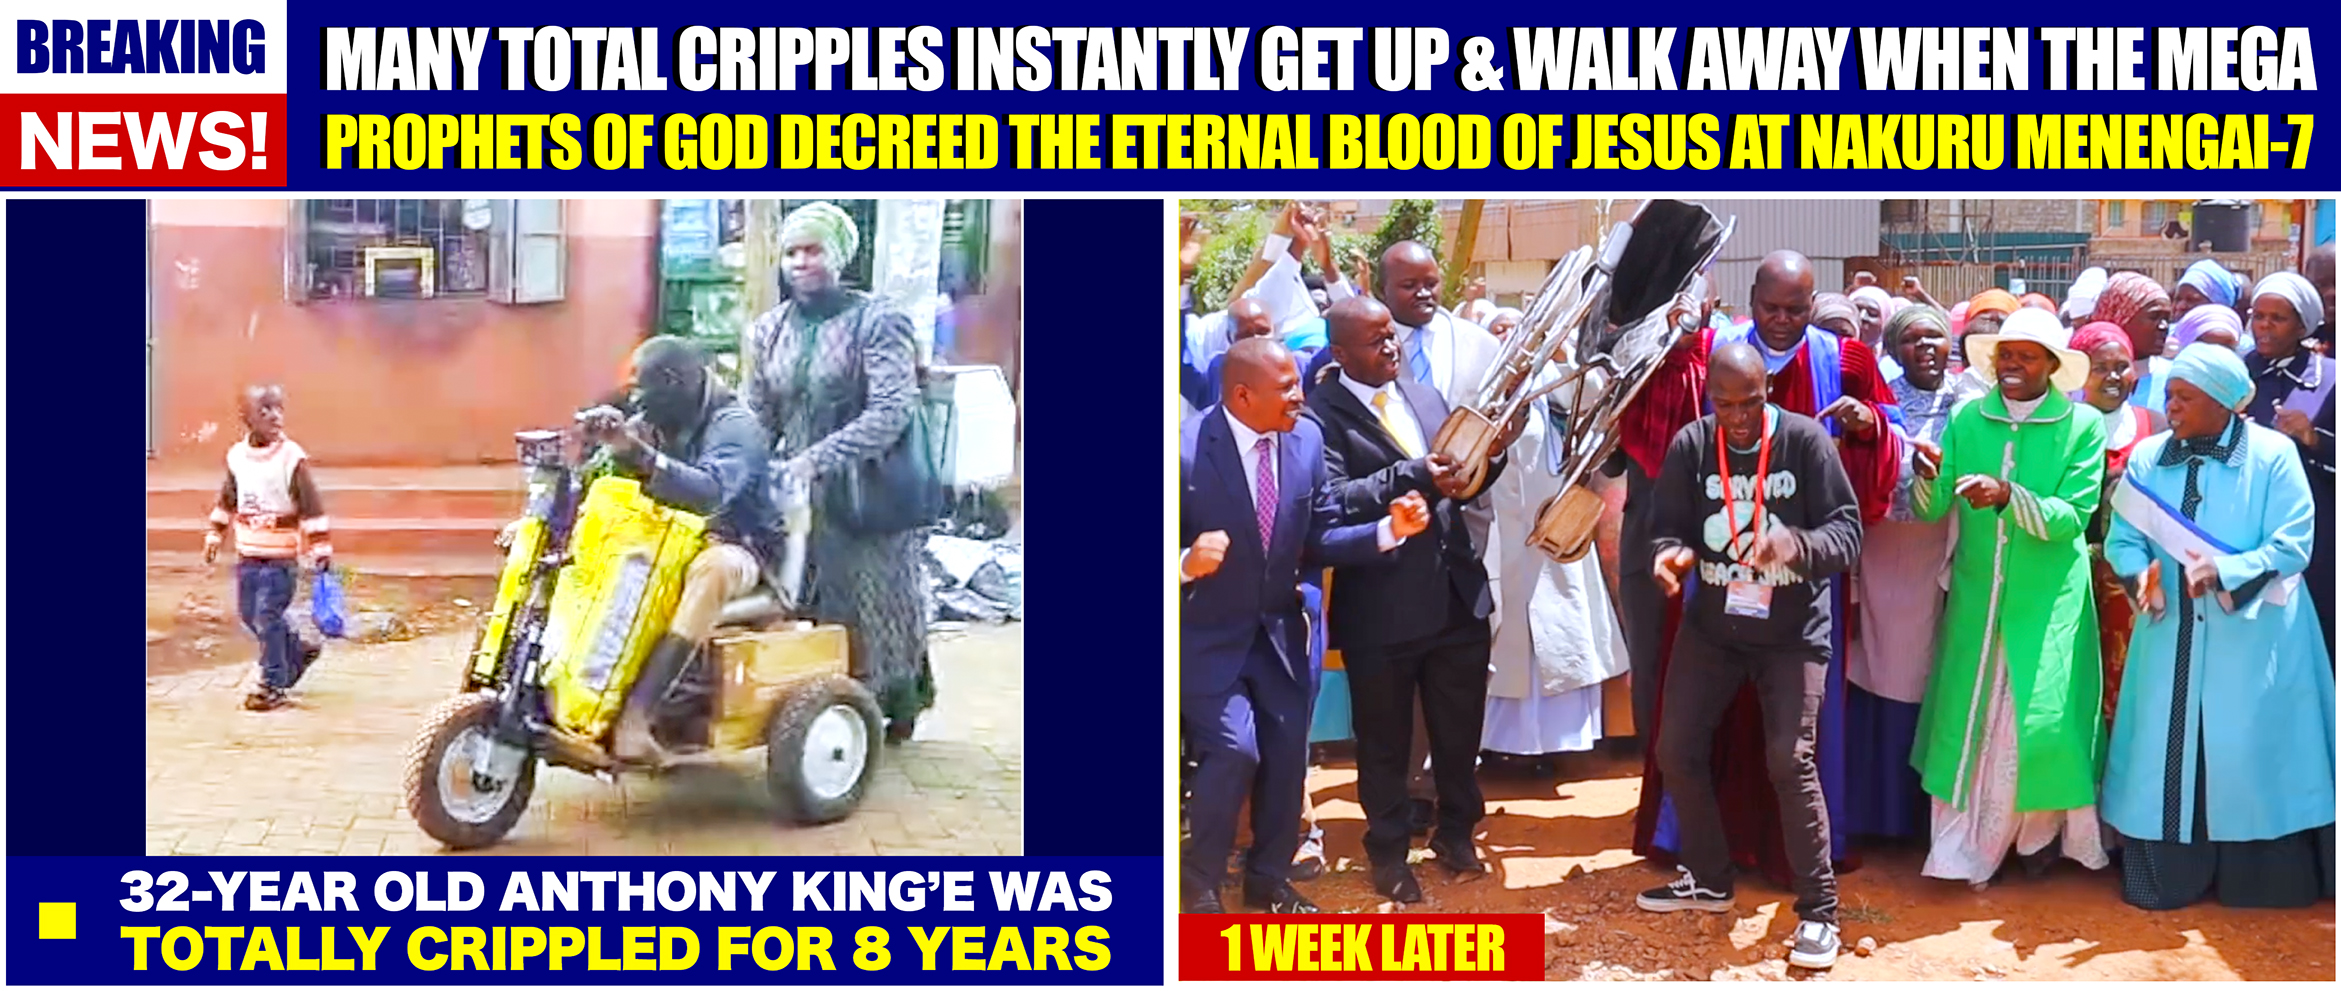 BREAKING
NEWS!
MANY TOTAL CRIPPLES INSTANTLY GET UP & WALK AWAY WHEN THE MEGA
PROPHETS OF GOD DECREED THE ETERNAL BLOOD OF JESUS AT NAKURU MENENGAI-7
32-YEAR OLD ANTHONY KING'E WAS
TOTALLY CRIPPLED FOR 8 YEARS
SURVIVED
1 WEEK LATER